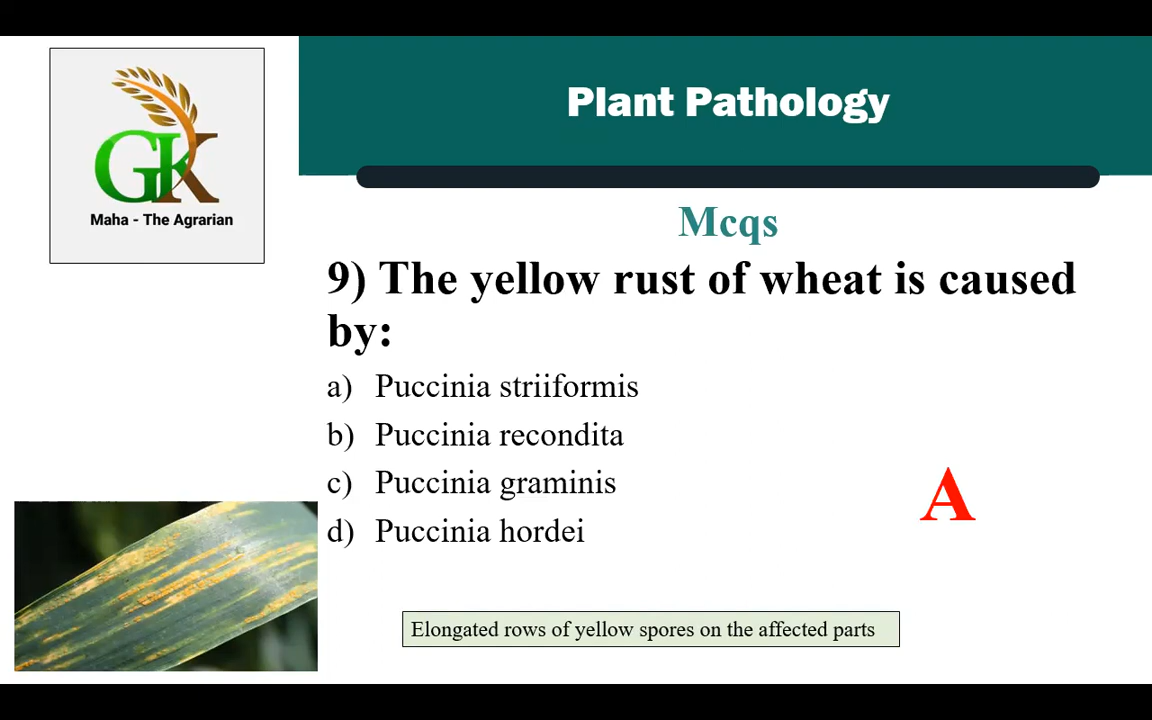 GK
Maha - The Agrarian
Plant Pathology
Mcqs
9) The yellow rust of wheat is caused
by:
a) Puccinia striiformis
b) Puccinia recondita
c) Puccinia graminis
d) Puccinia hordei
A
Elongated rows of yellow spores on the affected parts